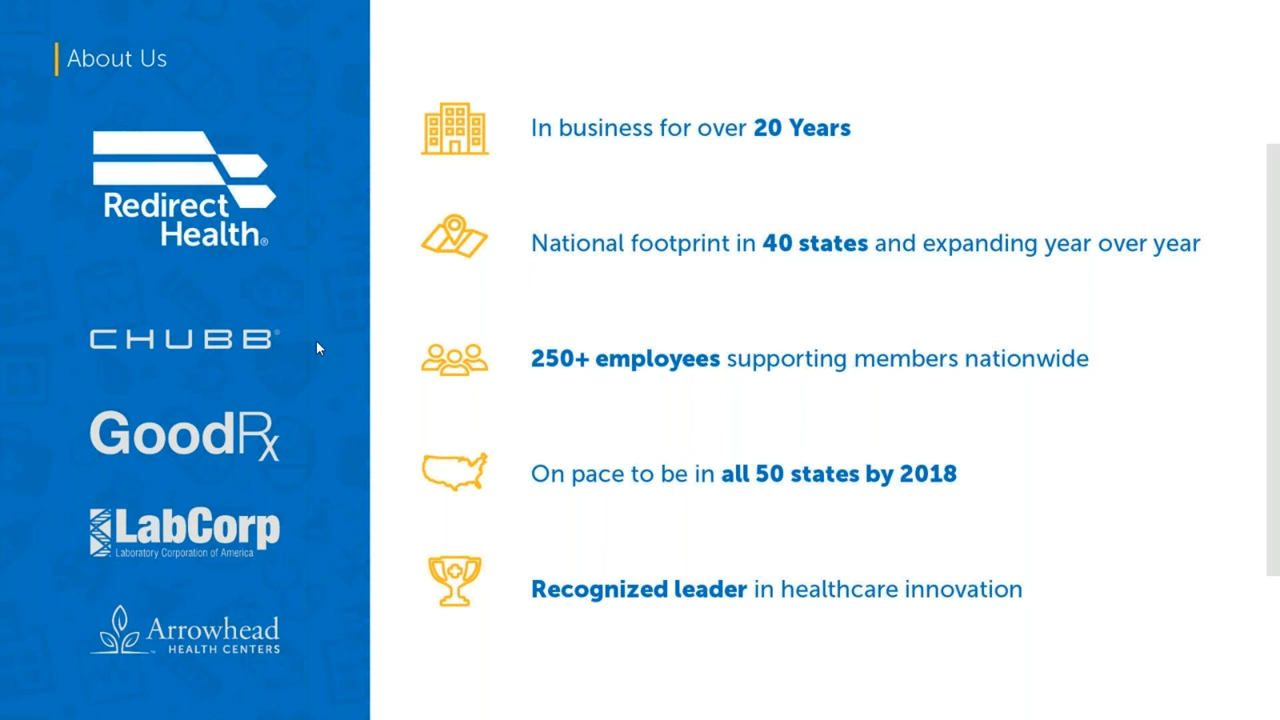 About Us
Redirect
Health®
CHUBB®
GoodRx
LabCorp
Laboratory Corporation of America
Arrowhead
HEALTH CENTERS
In business for over 20 Years
National footprint in 40 states and expanding year over year
250+ employees supporting members nationwide
On pace to be in all 50 states by 2018
Recognized leader in healthcare innovation